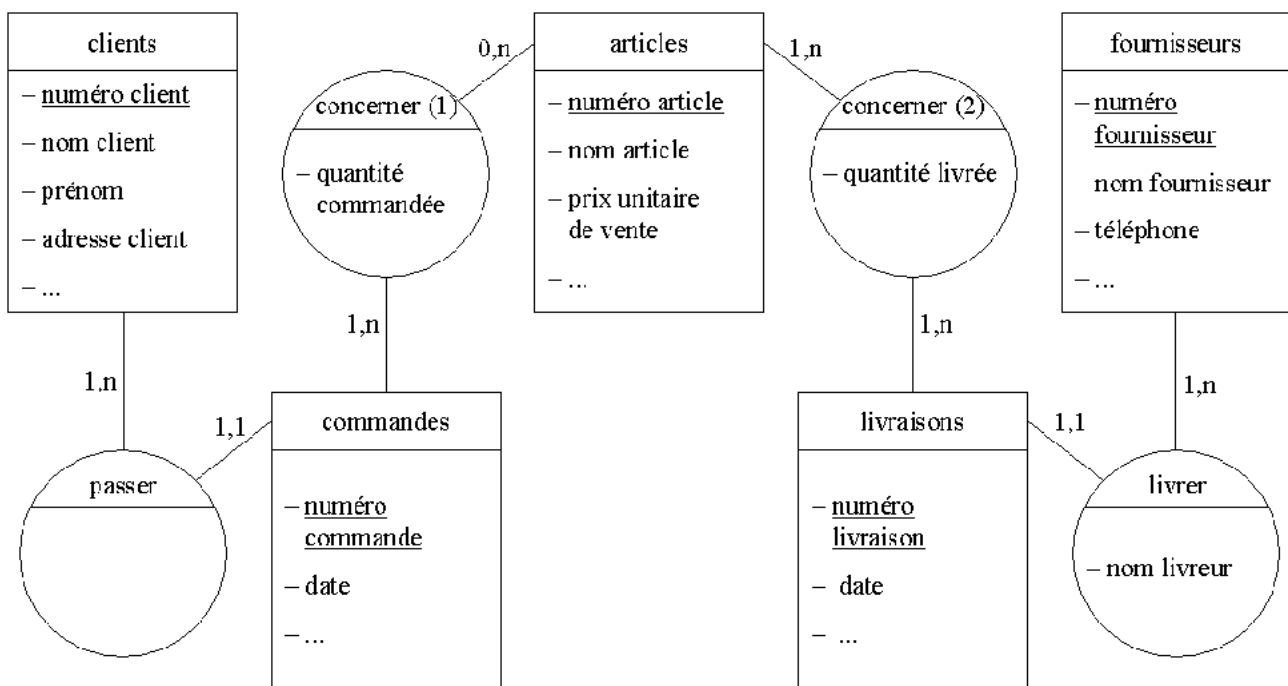 clients
– numéro client
– nom client
– prénom
– adresse client
– ...
0,n
concerner (1)
– quantité
commandée
articles
– numéro article
– nom article
– prix unitaire
de vente
– ...
1,n
concerner (2)
– quantité livrée
fournisseurs
– numéro
fournisseur
nom fournisseur
– téléphone
– ...
1,n
1,n
1,n
1,n
passer
1,1
commandes
– numéro
commande
– date
– ...
livraisons
– numéro
livraison
– date
– ...
1,1
livrer
– nom livreur